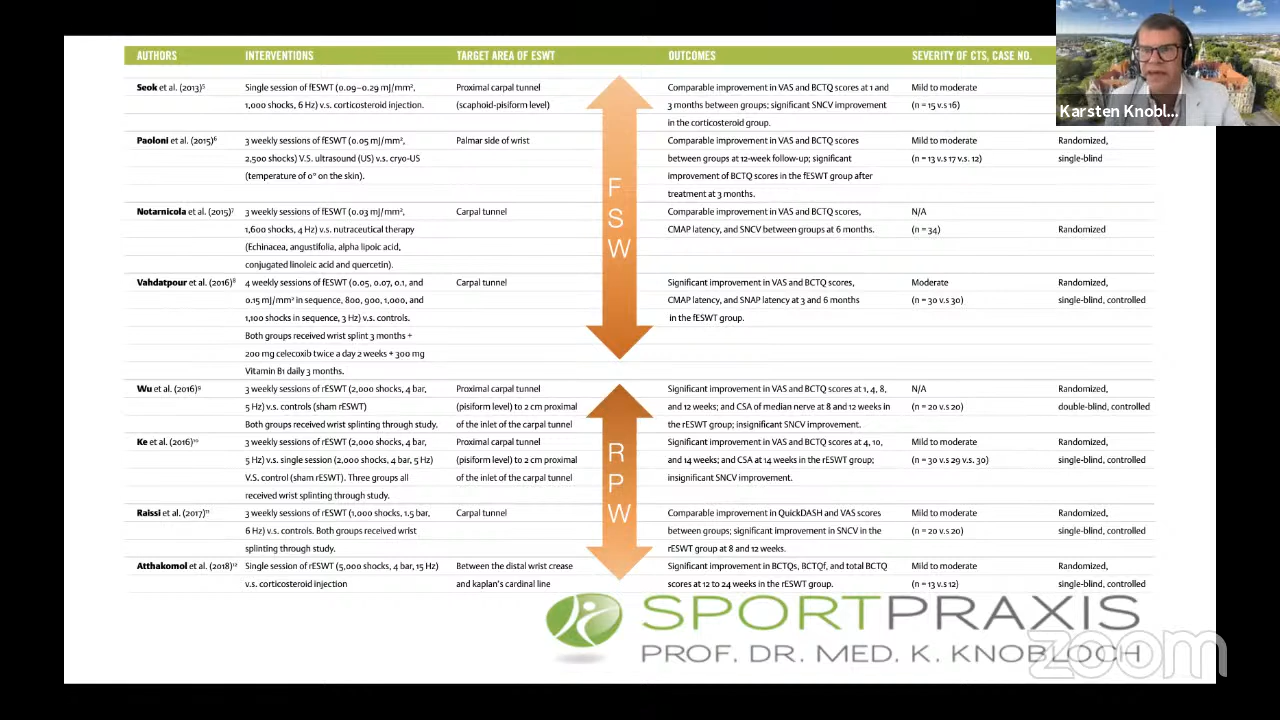 AUTHORS INTERVENTIONS TARGET AREA OF ESWT OUTCOMES SEVERITY OF CTS, CASE NO.
Karsten Knobl...
Seok et al. (2013)⁵ Single session of fESWT (0.09–0.29 mJ/mm², Proximal carpal tunnel Comparable improvement in VAS and BCTQ scores at 1 and Mild to moderate
1,000 shocks, 6 Hz) v.s. corticosteroid injection. (scaphoid-pisiform level) 3 months between groups; significant SNCV improvement (n = 15 v.s 16)
in the corticosteroid group.
Paoloni et al. (2015)⁶ 3 weekly sessions of fESWT (0.05 mJ/mm², Palmar side of wrist Comparable improvement in VAS and BCTQ scores Mild to moderate Randomized,
2,500 shocks) V.S. ultrasound (US) v.s. cryo-US between groups at 12-week follow-up; significant (n = 13 v.s 17 v.s. 12) single-blind
(temperature of 0° on the skin). improvement of BCTQ scores in the fESWT group after
treatment at 3 months.
Notarnicola et al. (2015)⁷ 3 weekly sessions of fESWT (0.03 mJ/mm², Carpal tunnel Comparable improvement in VAS and BCTQ scores, N/A
1,600 shocks, 4 Hz) v.s. nutraceutical therapy CMAP latency, and SNCV between groups at 6 months. (n = 34) Randomized
(Echinacea, angustifolia, alpha lipoic acid,
conjugated linoleic acid and quercetin).
Vahdatpour et al. (2016)⁸ 4 weekly sessions of fESWT (0.05, 0.07, 0.1, and Carpal tunnel Significant improvement in VAS and BCTQ scores, Moderate Randomized,
0.15 mJ/mm² in sequence, 800, 900, 1,000, and CMAP latency, and SNAP latency at 3 and 6 months (n = 30 v.s 30) single-blind, controlled
1,100 shocks in sequence, 3 Hz) v.s. controls. in the fESWT group.
Both groups received wrist splint 3 months +
200 mg celecoxib twice a day 2 weeks + 300 mg
Vitamin B1 daily 3 months.
F
S
W
Wu et al. (2016)⁹ 3 weekly sessions of rESWT (2,000 shocks, 4 bar, Proximal carpal tunnel Significant improvement in VAS and BCTQ scores at 1, 4, 8, N/A Randomized,
5 Hz) v.s. controls (sham rESWT) (pisiform level) to 2 cm proximal and 12 weeks; and CSA of median nerve at 8 and 12 weeks in (n = 20 v.s 20) double-blind, controlled
Both groups received wrist splinting through study. of the inlet of the carpal tunnel the rESWT group; insignificant SNCV improvement.
Ke et al. (2016)¹⁰ 3 weekly sessions of rESWT (2,000 shocks, 4 bar, Proximal carpal tunnel Significant improvement in VAS and BCTQ scores at 4, 10, Mild to moderate Randomized,
5 Hz) v.s. single session (2,000 shocks, 4 bar, 5 Hz) (pisiform level) to 2 cm proximal and 14 weeks; and CSA at 14 weeks in the rESWT group; (n = 30 v.s 29 v.s. 30) single-blind, controlled
V.S. control (sham rESWT). Three groups all of the inlet of the carpal tunnel insignificant SNCV improvement.
received wrist splinting through study.
Raissi et al. (2017)¹¹ 3 weekly sessions of rESWT (1,000 shocks, 1.5 bar, Carpal tunnel Comparable improvement in QuickDASH and VAS scores Mild to moderate Randomized,
6 Hz) v.s. controls. Both groups received wrist between groups; significant improvement in SNCV in the (n = 20 v.s 20) single-blind, controlled
splinting through study. rESWT group at 8 and 12 weeks.
Atthakomol et al. (2018)¹² Single session of rESWT (5,000 shocks, 4 bar, 15 Hz) Between the distal wrist crease Significant improvement in BCTQs, BCTQf, and total BCTQ Mild to moderate Randomized,
v.s. corticosteroid injection and kaplan's cardinal line scores at 12 to 24 weeks in the rESWT group. (n = 13 v.s 12) single-blind, controlled
R
P
W
SPORTPRAXIS
PROF. DR. MED. K. KNOBLOCH
zoom